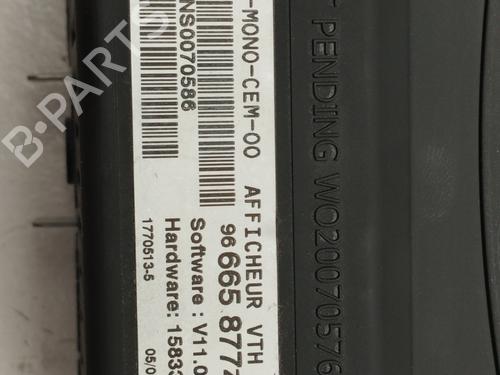 -MONO-CEM-00 AFFICHEUR VTH
NS0070586
96 665 877
Software : V11.0
Hardware: 1583
1770513-5
05/0
PENDING WO20070576
B-PARTS